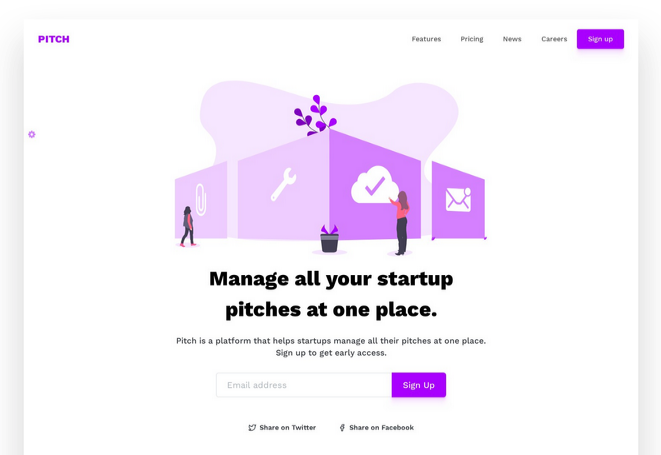 PITCH
Features Pricing News Careers Sign up
Manage all your startup
pitches at one place.
Pitch is a platform that helps startups manage all their pitches at one place.
Sign up to get early access.
Email address Sign Up
Share on Twitter Share on Facebook